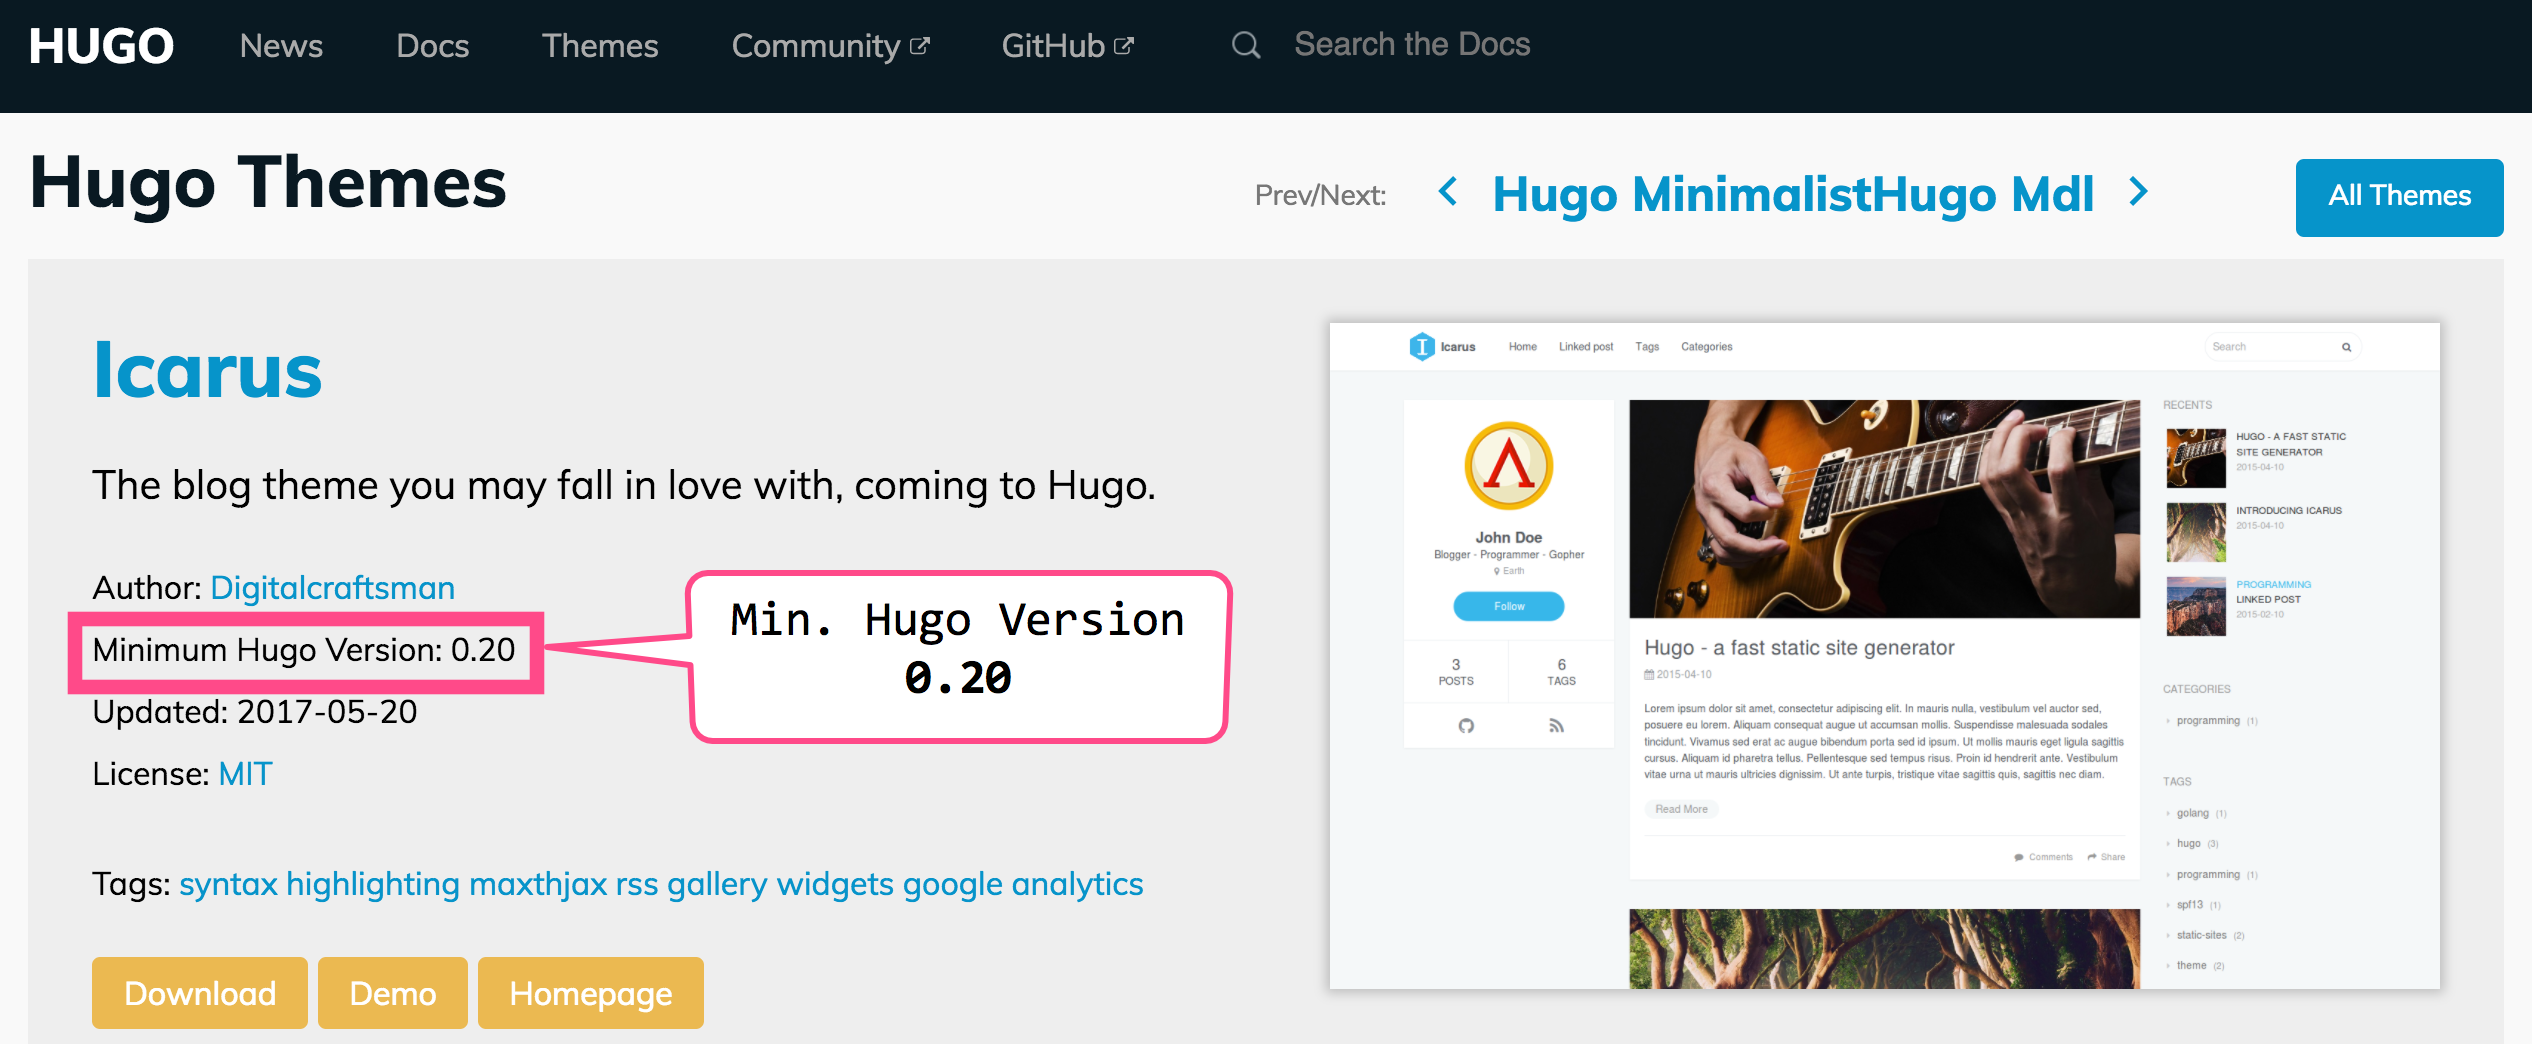 HUGO News Docs Themes Community GitHub Search the Docs
Hugo Themes
Prev/Next: Hugo MinimalistHugo Mdl
All Themes
Icarus
The blog theme you may fall in love with, coming to Hugo.
Author: Digitalcraftsman
Minimum Hugo Version: 0.20
Updated: 2017-05-20
License: MIT
Min. Hugo Version
0.20
Tags: syntax highlighting maxthjax rss gallery widgets google analytics
Download Demo Homepage
Icarus Home Linked post Tags Categories Search
John Doe
Blogger - Programmer - Gopher
Earth
Follow
3 6
POSTS TAGS
Hugo - a fast static site generator
2015-04-10
Lorem ipsum dolor sit amet, consectetur adipiscing elit. In mauris nulla, vestibulum vel auctor sed,
posuere eu lorem. Aliquam consequat augue ut accumsan mollis. Suspendisse malesuada sodales
tincidunt. Vivamus sed erat ac augue bibendum porta sed id ipsum. Ut mollis mauris eget ligula sagittis
cursus. Aliquam id pharetra tellus. Pellentesque sed tempus risus. Proin id hendrerit ante. Vestibulum
vitae urna ut mauris ultricies dignissim. Ut ante turpis, tristique vitae sagittis quis, sagittis nec diam.
Read More
Comments Share
RECENTS
HUGO - A FAST STATIC
SITE GENERATOR
2015-04-10
INTRODUCING ICARUS
2015-04-10
PROGRAMMING
LINKED POST
2015-02-10
CATEGORIES
programming (1)
TAGS
golang (1)
hugo (3)
programming (1)
spf13 (1)
static-sites (2)
theme (2)